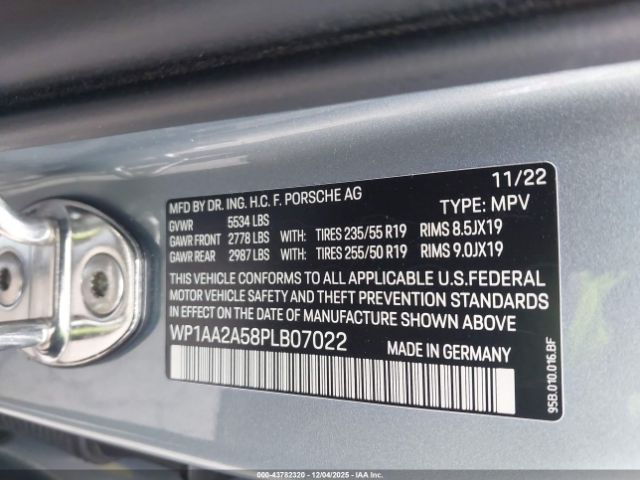 11/22
MFD BY DR. ING. H.C. F. PORSCHE AG
TYPE: MPV
GVWR 5534 LBS
GAWR FRONT 2778 LBS WITH: TIRES 235/55 R19 RIMS 8.5JX19
GAWR REAR 2987 LBS WITH: TIRES 255/50 R19 RIMS 9.0JX19
THIS VEHICLE CONFORMS TO ALL APPLICABLE U.S.FEDERAL
MOTOR VEHICLE SAFETY AND THEFT PREVENTION STANDARDS
IN EFFECT ON THE DATE OF MANUFACTURE SHOWN ABOVE
WP1AA2A58PLB07022 MADE IN GERMANY
95B.010.016.BF
000-43782320 - 12/04/2025 - IAAI.COM